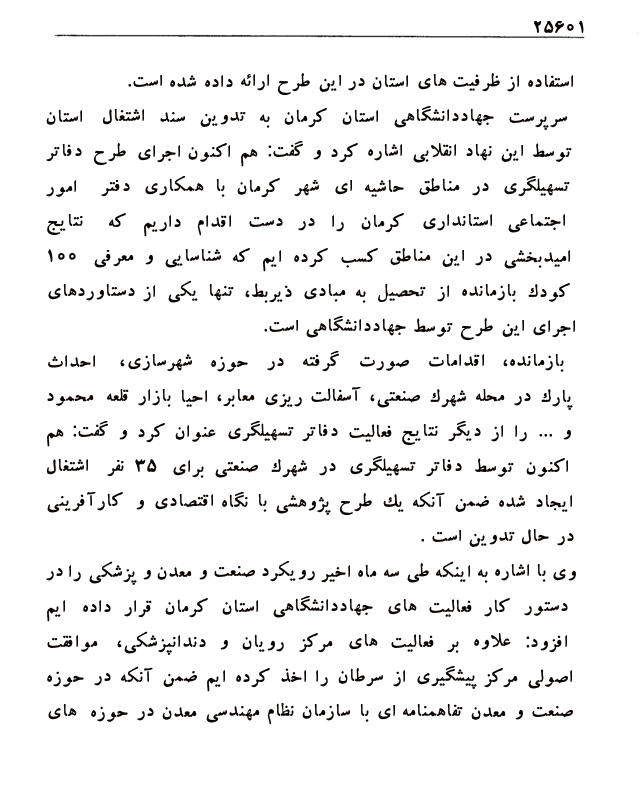 ۲۵۶۰۱
استفاده از ظرفیت های استان در این طرح ارائه داده شده است.
سرپرست جهاددانشگاهی استان کرمان به تدوین سند اشتغال استان
توسط این نهاد انقلابی اشاره کرد و گفت: هم اکنون اجرای طرح دفاتر
تسهیلگری در مناطق حاشیه ای شهر کرمان با همکاری دفتر امور
اجتماعی استانداری کرمان را در دست اقدام داریم که نتایج
امیدبخشی در این مناطق کسب کرده ایم که شناسایی و معرفی ۱۰۰
کودك بازمانده از تحصیل به مبادی ذیربط، تنها یکی از دستاوردهای
اجرای این طرح توسط جهاددانشگاهی است.
بازمانده، اقدامات صورت گرفته در حوزه شهرسازی، احداث
پارك در محله شهرك صنعتی، آسفالت ریزی معابر، احیا بازار قلعه محمود
و ... را از دیگر نتایج فعالیت دفاتر تسهیلگری عنوان کرد و گفت: هم
اکنون توسط دفاتر تسهیلگری در شهرك صنعتی برای ۳۵ نفر اشتغال
ایجاد شده ضمن آنکه یك طرح پژوهشی با نگاه اقتصادی و کارآفرینی
در حال تدوین است .
وی با اشاره به اینکه طی سه ماه اخیر رویکرد صنعت و معدن و پزشکی را در
دستور کار فعالیت های جهاددانشگاهی استان کرمان قرار داده ایم
افزود: علاوه بر فعالیت های مرکز رویان و دندانپزشکی، موافقت
اصولی مرکز پیشگیری از سرطان را اخذ کرده ایم ضمن آنکه در حوزه
صنعت و معدن تفاهمنامه ای با سازمان نظام مهندسی معدن در حوزه های